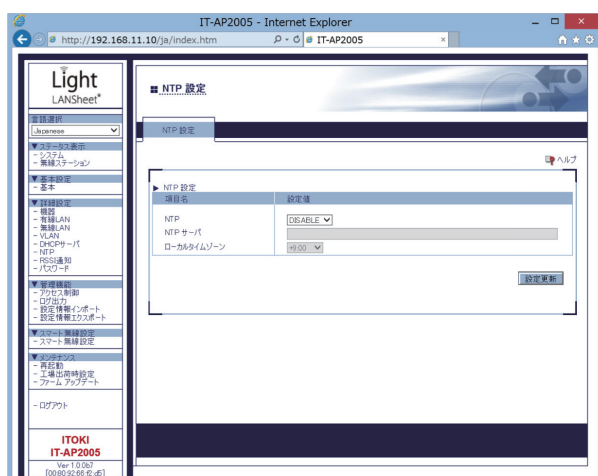 IT-AP2005 - Internet Explorer
http://192.168.11.10/ja/index.htm
IT-AP2005
Light
LANSheet*
言語選択
Japanese
▼ステータス表示
- システム
- 無線ステーション
▼基本設定
- 基本
▼詳細設定
- 機器
- 有線LAN
- 無線LAN
- VLAN
- DHCPサーバ
- NTP
- RSSI通知
- パスワード
▼管理機能
- アクセス制御
- ログ出力
- 設定情報インポート
- 設定情報エクスポート
▼スマート無線設定
- スマート無線設定
▼メンテナンス
- 再起動
- 工場出荷時設定
- ファーム アップデート
- ログアウト
ITOKI
IT-AP2005
Ver 1.0.0b7
[00:80:92:66:f2:d5]
NTP 設定
NTP 設定
ヘルプ
▶ NTP 設定
項目名 設定値
NTP DISABLE
NTP サーバ
ローカルタイムゾーン +9:00
設定更新